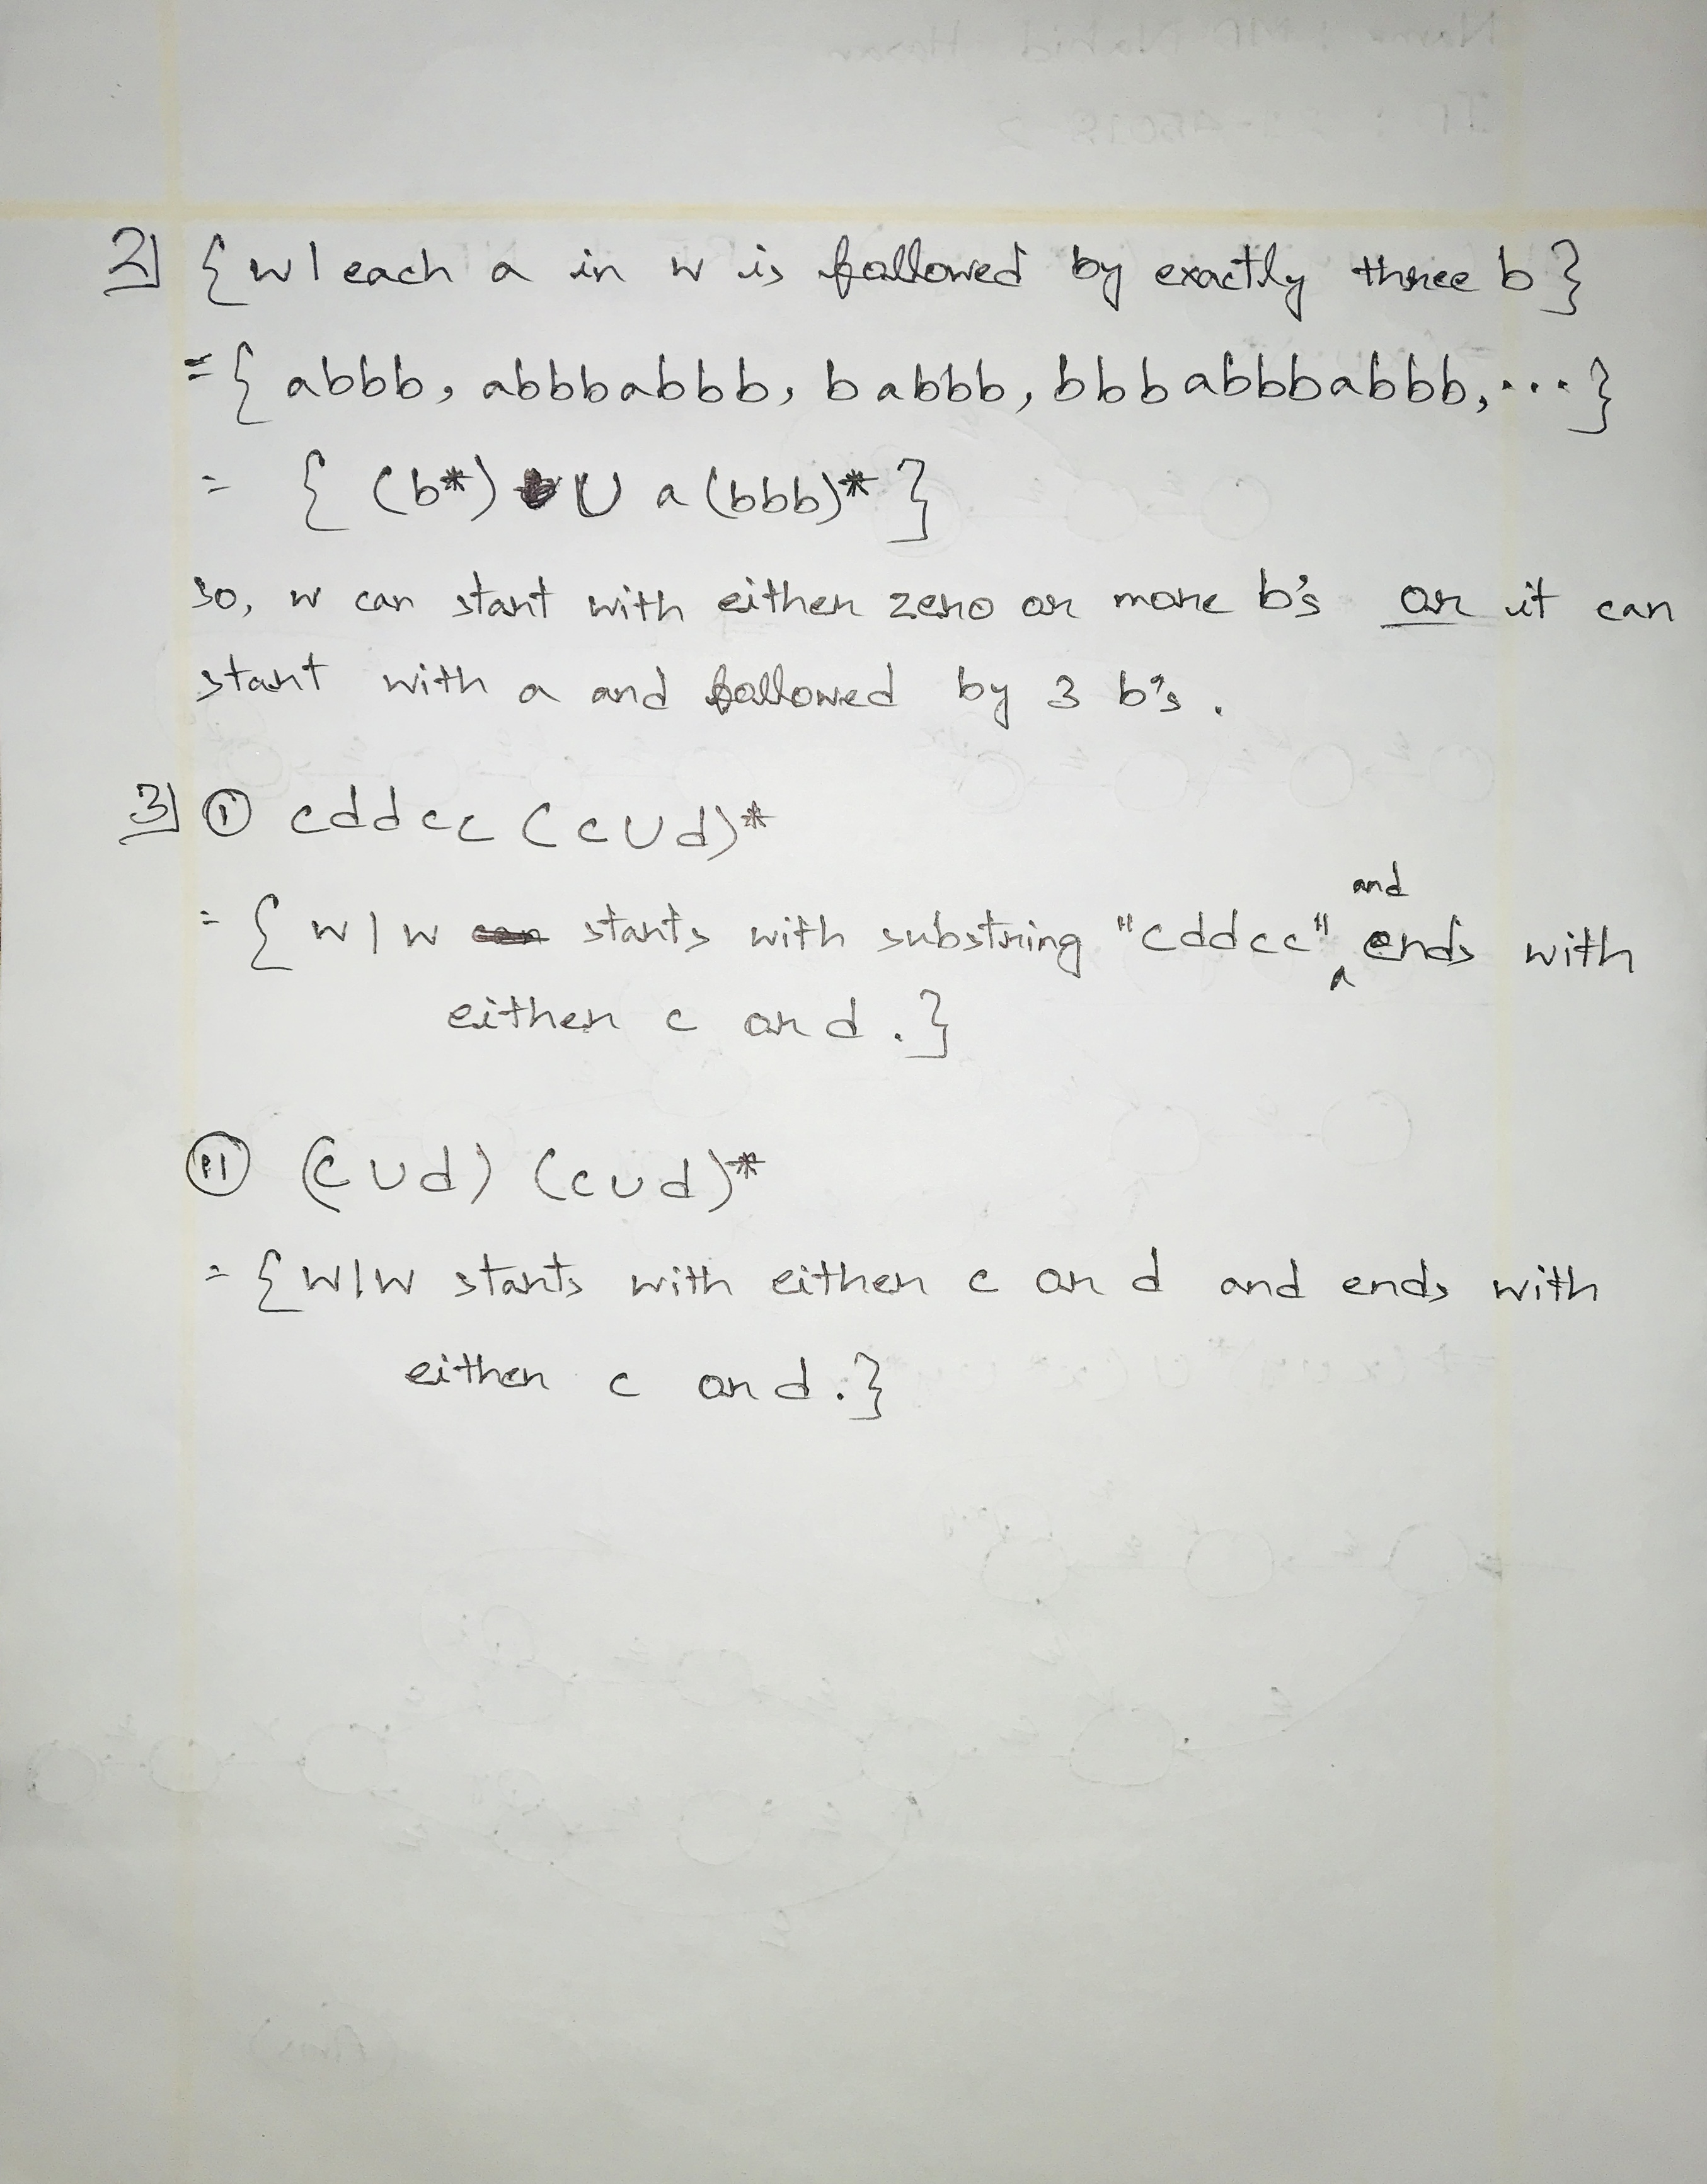 2] { w | each a in w is followed by exactly three b }
= { abbb, abbbabbb, babbb, bbbabbbabbb, ... }
= { (b*) ∪ a (bbb)* }
so, w can start with either zero or more b's or it can
start with a and followed by 3 b's.
3] (i) cddcc (c∪d)*
= { w | w starts with substring "cddcc" and ends with
either c or d. }
(ii) (c∪d) (c∪d)*
= { w | w starts with either c or d and ends with
either c or d. }